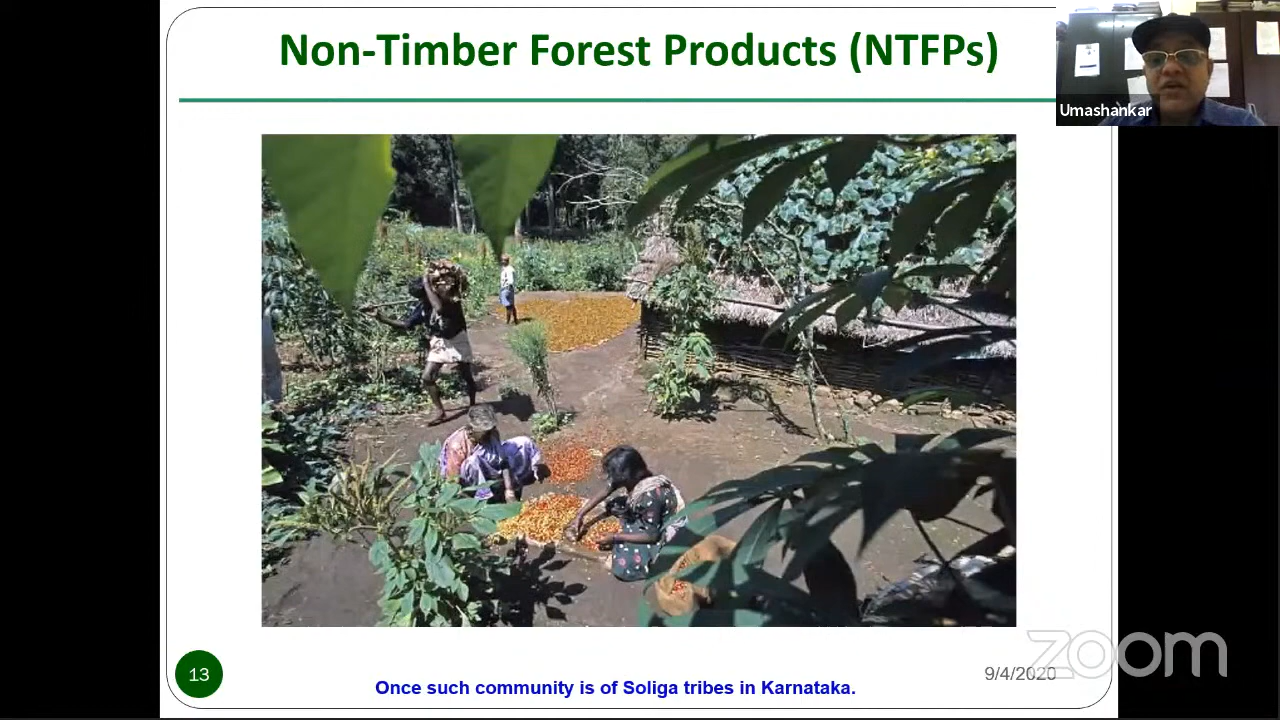 Non-Timber Forest Products (NTFPs)
Umashankar
13
Once such community is of Soliga tribes in Karnataka.
9/4/2020
zoom